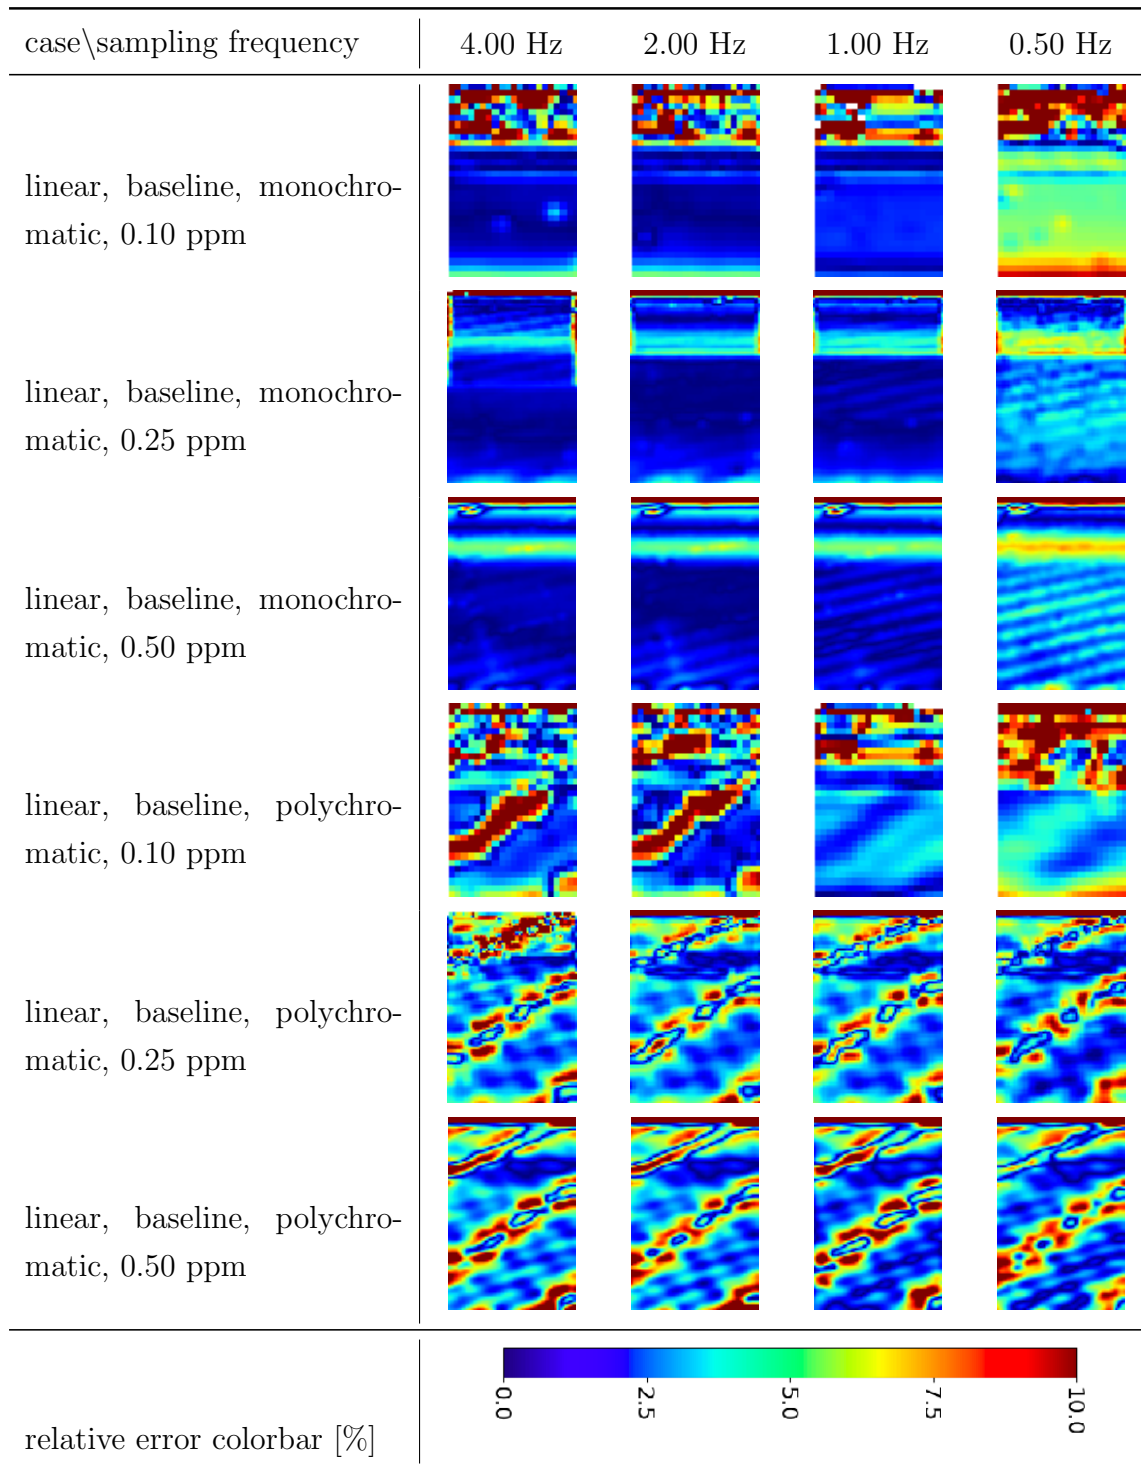 case\sampling frequency 4.00 Hz 2.00 Hz 1.00 Hz 0.50 Hz
linear, baseline, monochro-
matic, 0.10 ppm
linear, baseline, monochro-
matic, 0.25 ppm
linear, baseline, monochro-
matic, 0.50 ppm
linear, baseline, polychro-
matic, 0.10 ppm
linear, baseline, polychro-
matic, 0.25 ppm
linear, baseline, polychro-
matic, 0.50 ppm
0.0 2.5 5.0 7.5 10.0
relative error colorbar [%]